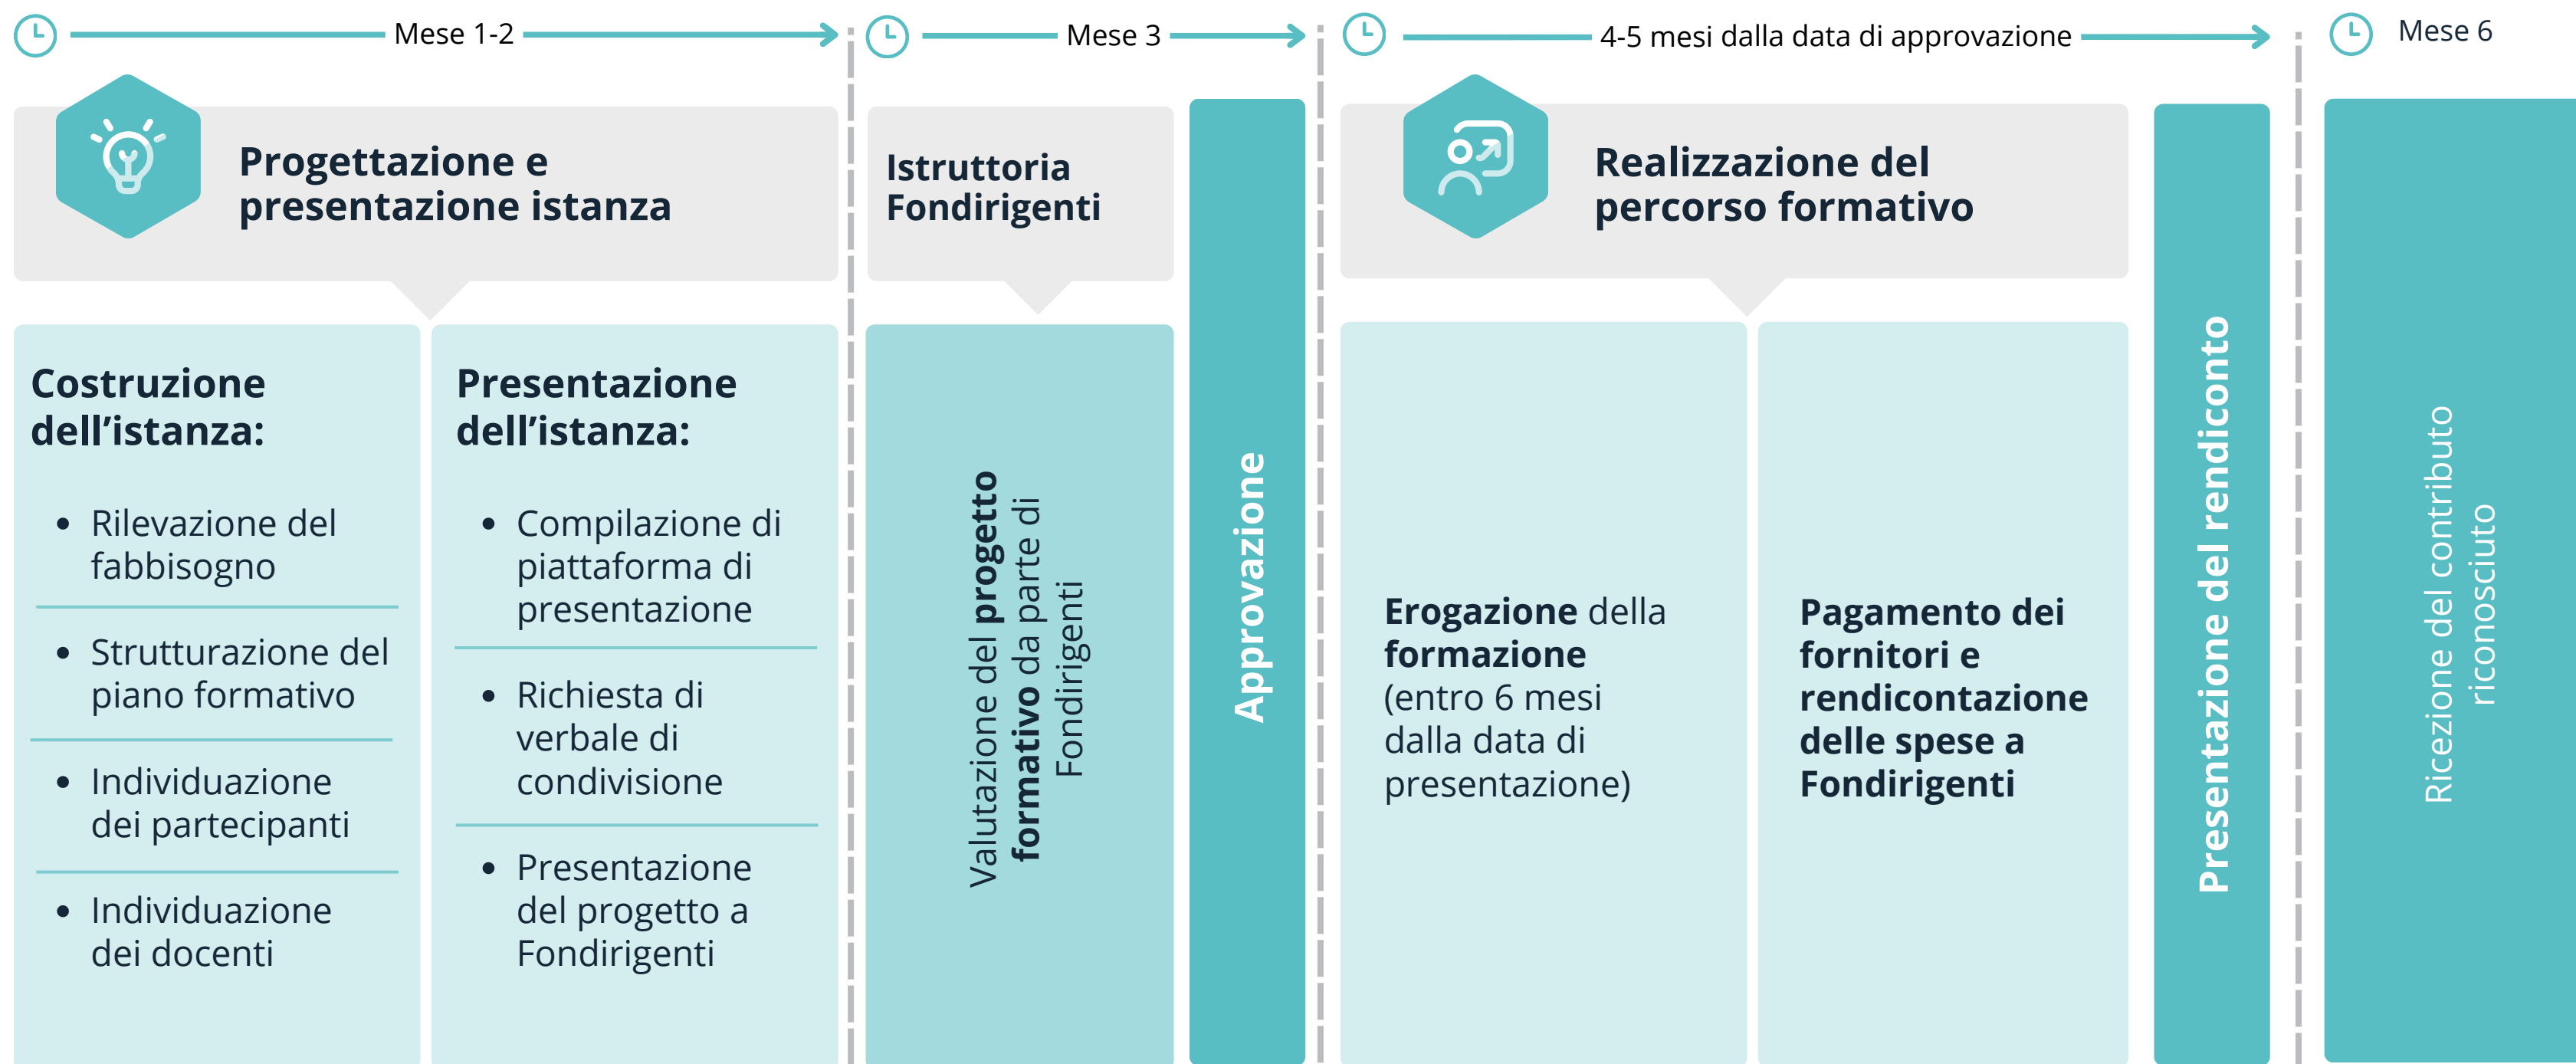 Mese 1-2
Mese 3
4-5 mesi dalla data di approvazione
Mese 6
Progettazione e
presentazione istanza
Costruzione
dell’istanza:
• Rilevazione del
fabbisogno
• Strutturazione del
piano formativo
• Individuazione
dei partecipanti
• Individuazione
dei docenti
Presentazione
dell’istanza:
• Compilazione di
piattaforma di
presentazione
• Richiesta di
verbale di
condivisione
• Presentazione
del progetto a
Fondirigenti
Istruttoria
Fondirigenti
Valutazione del progetto
formativo da parte di
Fondirigenti
Approvazione
Realizzazione del
percorso formativo
Erogazione della
formazione
(entro 6 mesi
dalla data di
presentazione)
Pagamento dei
fornitori e
rendicontazione
delle spese a
Fondirigenti
Presentazione del rendiconto
Ricezione del contributo
riconosciuto